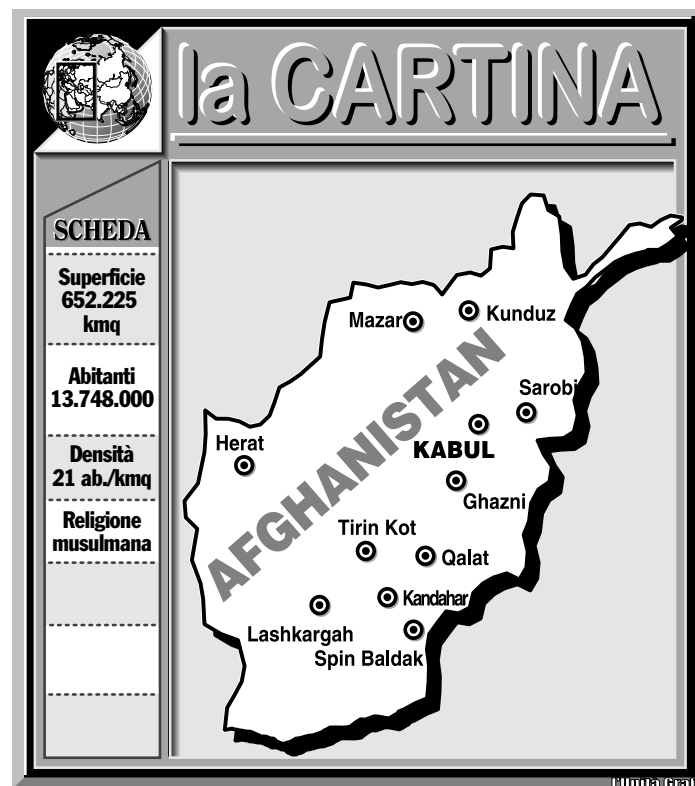 la CARTINA
SCHEDA
Superficie
652.225
kmq
Abitanti
13.748.000
Densità
21 ab./kmq
Religione
musulmana
Mazar
Kunduz
Sarobi
AFGHANISTAN
Herat
KABUL
Ghazni
Tirin Kot
Qalat
Kandahar
Lashkargah
Spin Baldak